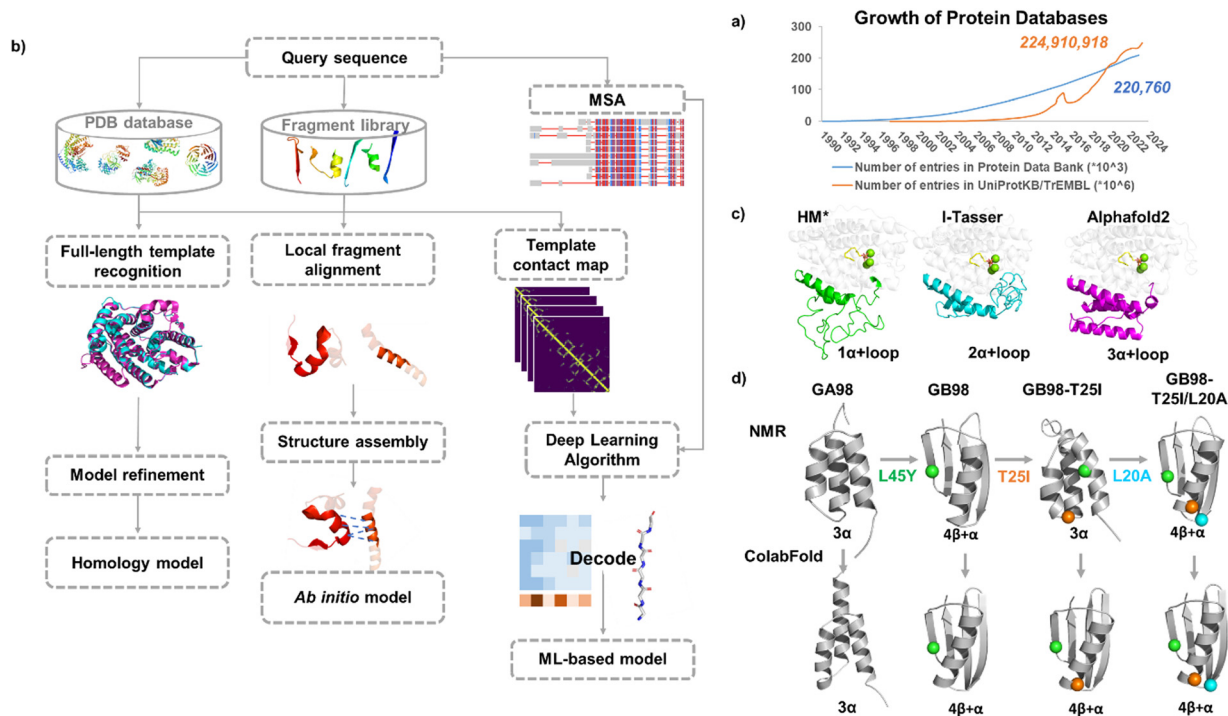 b)
Query sequence
PDB database
Fragment library
MSA
Full-length template
recognition
Local fragment
alignment
Template
contact map
Model refinement
Structure assembly
Deep Learning
Algorithm
Homology model
Ab initio model
Decode
ML-based model
a)
Growth of Protein Databases
300
200
100
0
224,910,918
220,760
1990
1992
1994
1996
1998
2000
2002
2004
2006
2008
2010
2012
2014
2016
2018
2020
2022
2024
Number of entries in Protein Data Bank (*10^3)
Number of entries in UniProtKB/TrEMBL (*10^6)
c)
HM*
I-Tasser
Alphafold2
1α+loop
2α+loop
3α+loop
d)
GA98
GB98
GB98-T25I
GB98-
T25I/L20A
NMR
L45Y
T25I
L20A
3α
4β+α
3α
4β+α
ColabFold
3α
4β+α
4β+α
4β+α